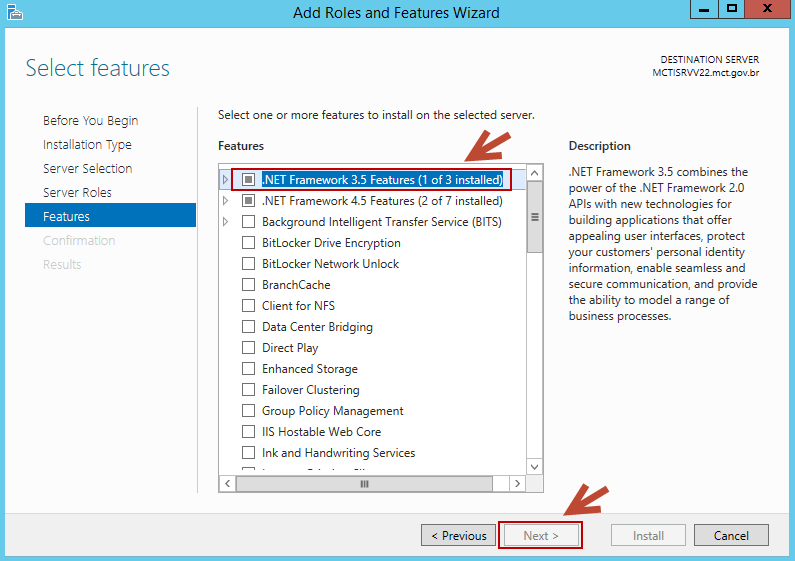 Add Roles and Features Wizard
Select features
DESTINATION SERVER
MCTISRVV22.mct.gov.br
Before You Begin
Installation Type
Server Selection
Server Roles
Features
Confirmation
Results
Select one or more features to install on the selected server.
Features
.NET Framework 3.5 Features (1 of 3 installed)
.NET Framework 4.5 Features (2 of 7 installed)
Background Intelligent Transfer Service (BITS)
BitLocker Drive Encryption
BitLocker Network Unlock
BranchCache
Client for NFS
Data Center Bridging
Direct Play
Enhanced Storage
Failover Clustering
Group Policy Management
IIS Hostable Web Core
Ink and Handwriting Services
Description
.NET Framework 3.5 combines the
power of the .NET Framework 2.0
APIs with new technologies for
building applications that offer
appealing user interfaces, protect
your customers' personal identity
information, enable seamless and
secure communication, and provide
the ability to model a range of
business processes.
< Previous
Next >
Install
Cancel